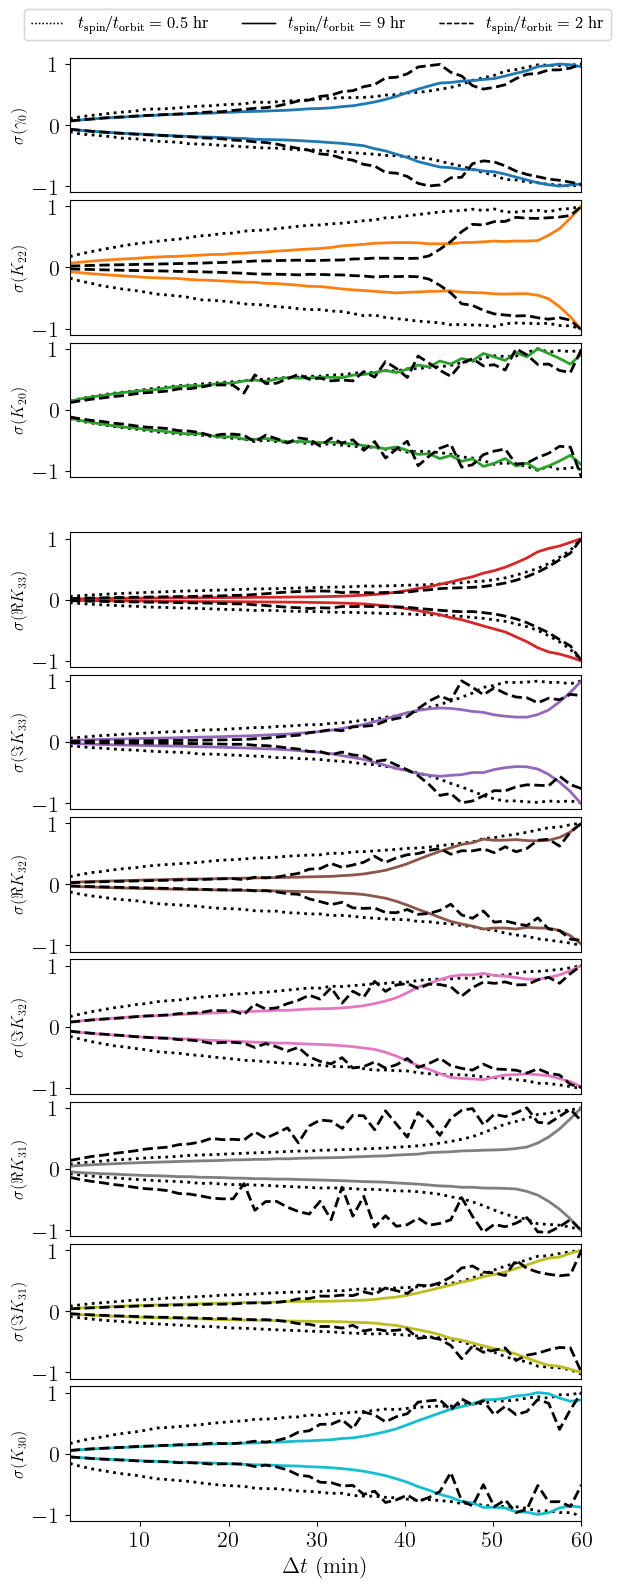 t_spin/t_orbit = 0.5 hr t_spin/t_orbit = 9 hr t_spin/t_orbit = 2 hr
1
0
−1
σ(γ₀)
1
0
−1
σ(K₂₂)
1
0
−1
σ(K₂₀)
1
0
−1
σ(ℜK₃₃)
1
0
−1
σ(ℑK₃₃)
1
0
−1
σ(ℜK₃₂)
1
0
−1
σ(ℑK₃₂)
1
0
−1
σ(ℜK₃₁)
1
0
−1
σ(ℑK₃₁)
1
0
−1
σ(K₃₀)
10 20 30 40 50 60
Δt (min)